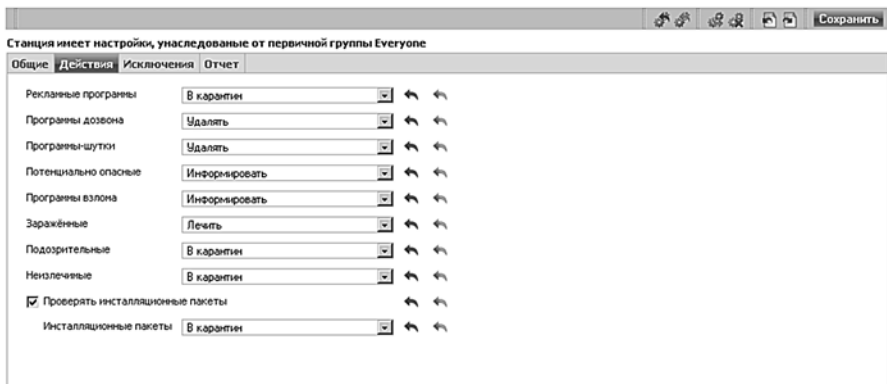 Сохранить
Станция имеет настройки, унаследованые от первичной группы Everyone
Общие Действия Исключения Отчет
Рекламные программы В карантин
Программы дозвона Удалять
Программы-шутки Удалять
Потенциально опасные Информировать
Программы взлома Информировать
Заражённые Лечить
Подозрительные В карантин
Неизлечимые В карантин
Проверять инсталляционные пакеты
Инсталляционные пакеты В карантин